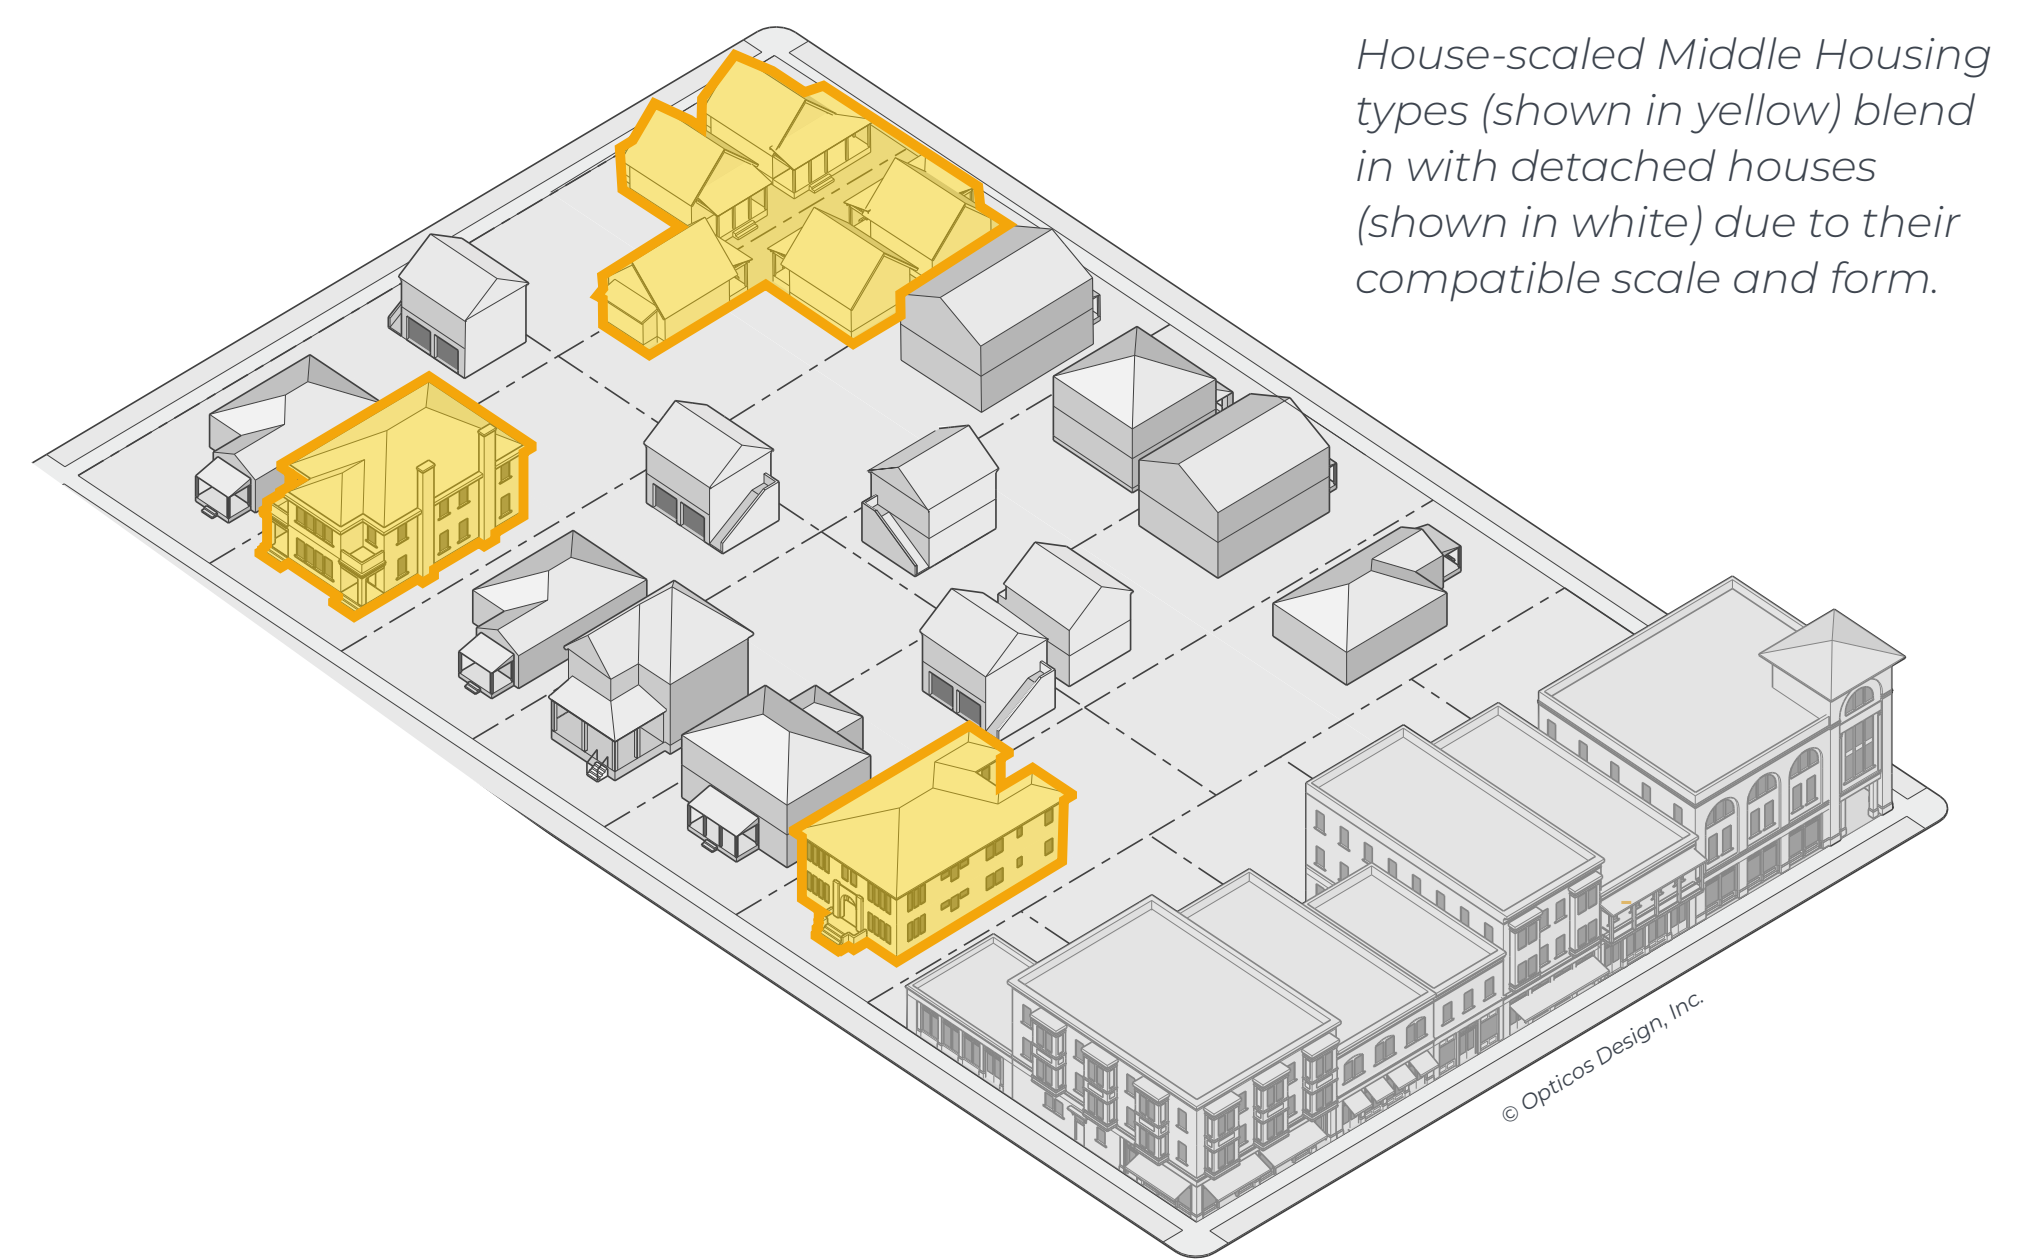 House-scaled Middle Housing
types (shown in yellow) blend
in with detached houses
(shown in white) due to their
compatible scale and form.
© Opticos Design, Inc.